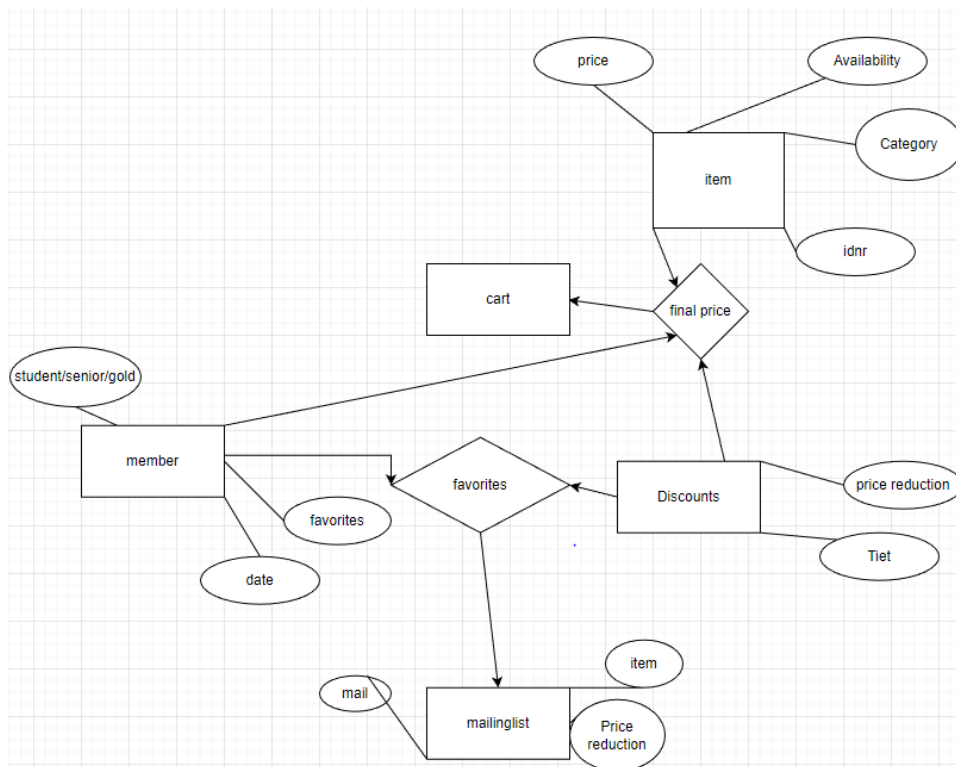 price
Availability
Category
item
idnr
cart
final price
student/senior/gold
member
favorites
favorites
date
Discounts
price reduction
Tiet
item
mail
mailinglist
Price
reduction